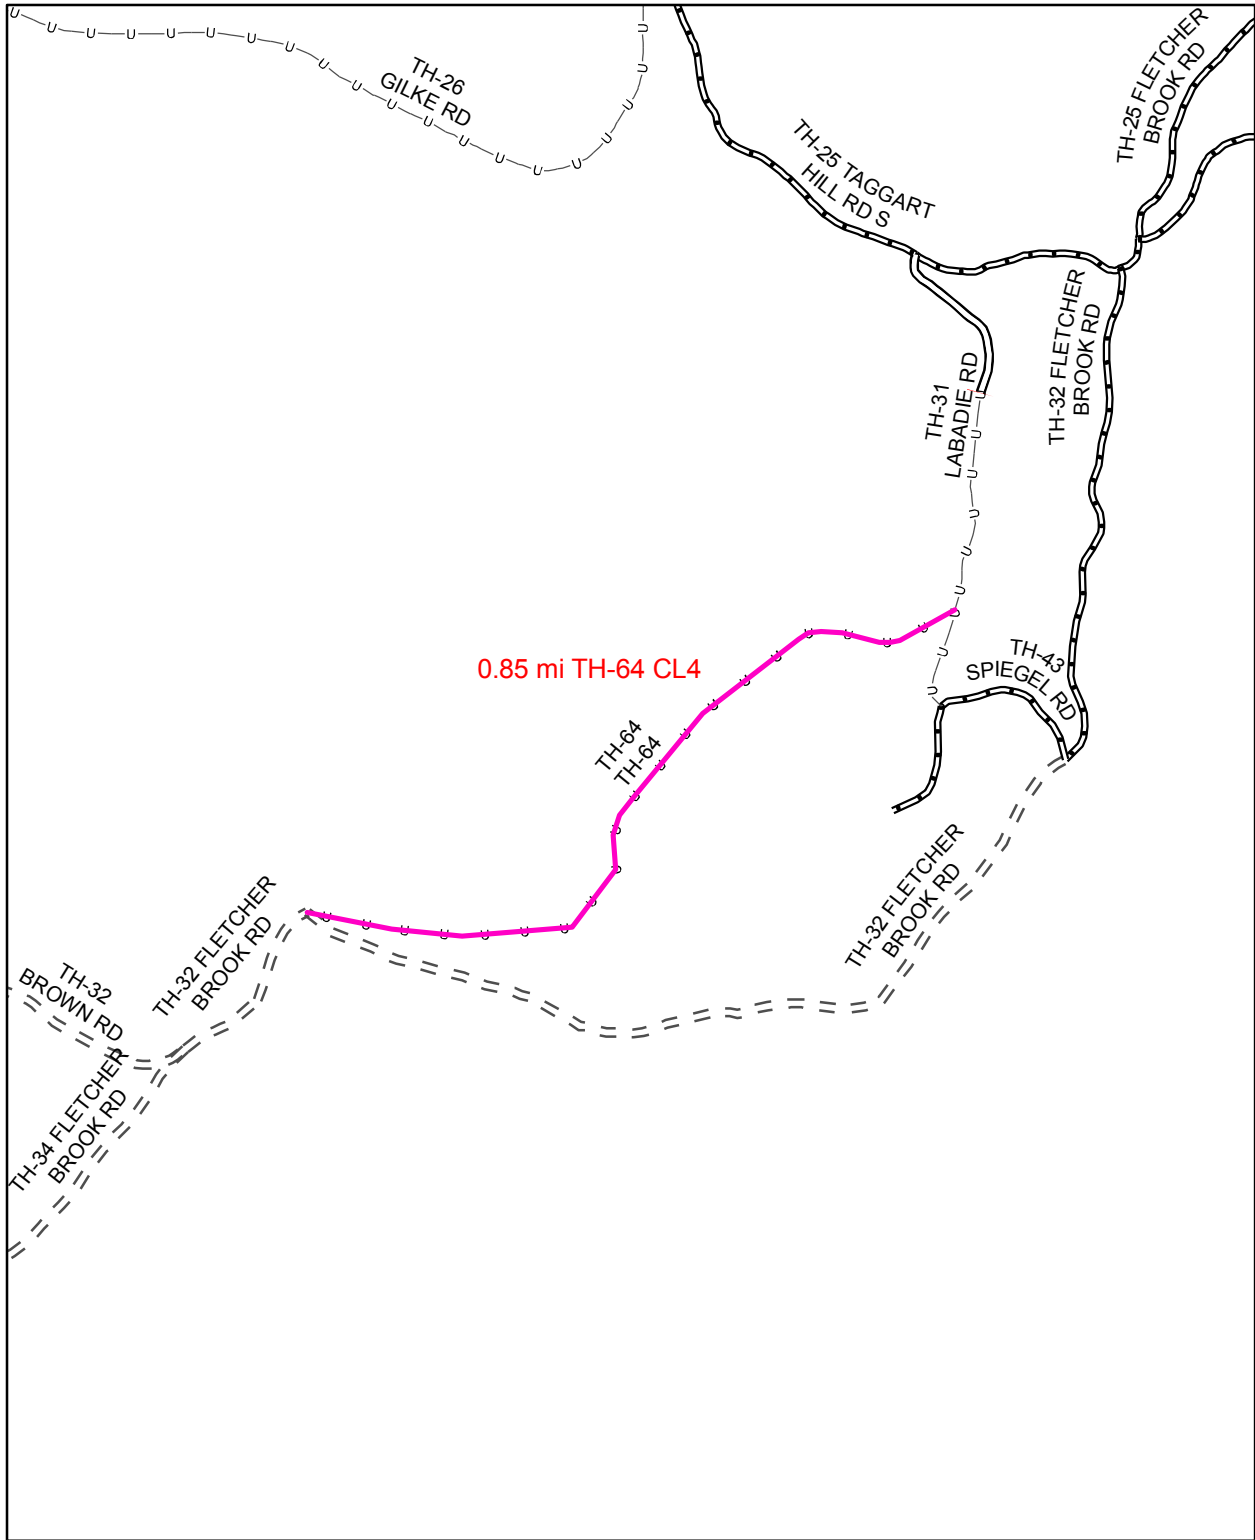 TH-26
GILKE RD
TH-25 FLETCHER
BROOK RD
TH-25 TAGGART
HILL RD S
TH-32 FLETCHER
BROOK RD
TH-31
LABADIE RD
0.85 mi TH-64 CL4
TH-43
SPIEGEL RD
TH-64
TH-64
TH-32 FLETCHER
BROOK RD
TH-32 FLETCHER
BROOK RD
TH-32
BROWN RD
TH-34 FLETCHER
BROOK RD